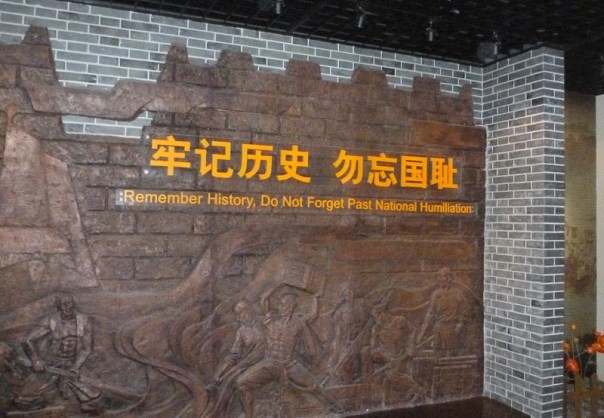 牢记历史 勿忘国耻
Remember History, Do Not Forget Past National Humiliation